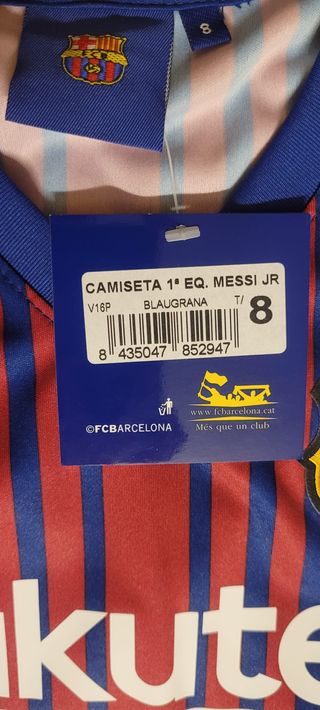 8
CAMISETA 1ª EQ. MESSI JR
V16P BLAUGRANA T/ 8
8 435047 852947
©FCBARCELONA
www.fcbarcelona.cat
Més que un club
akute